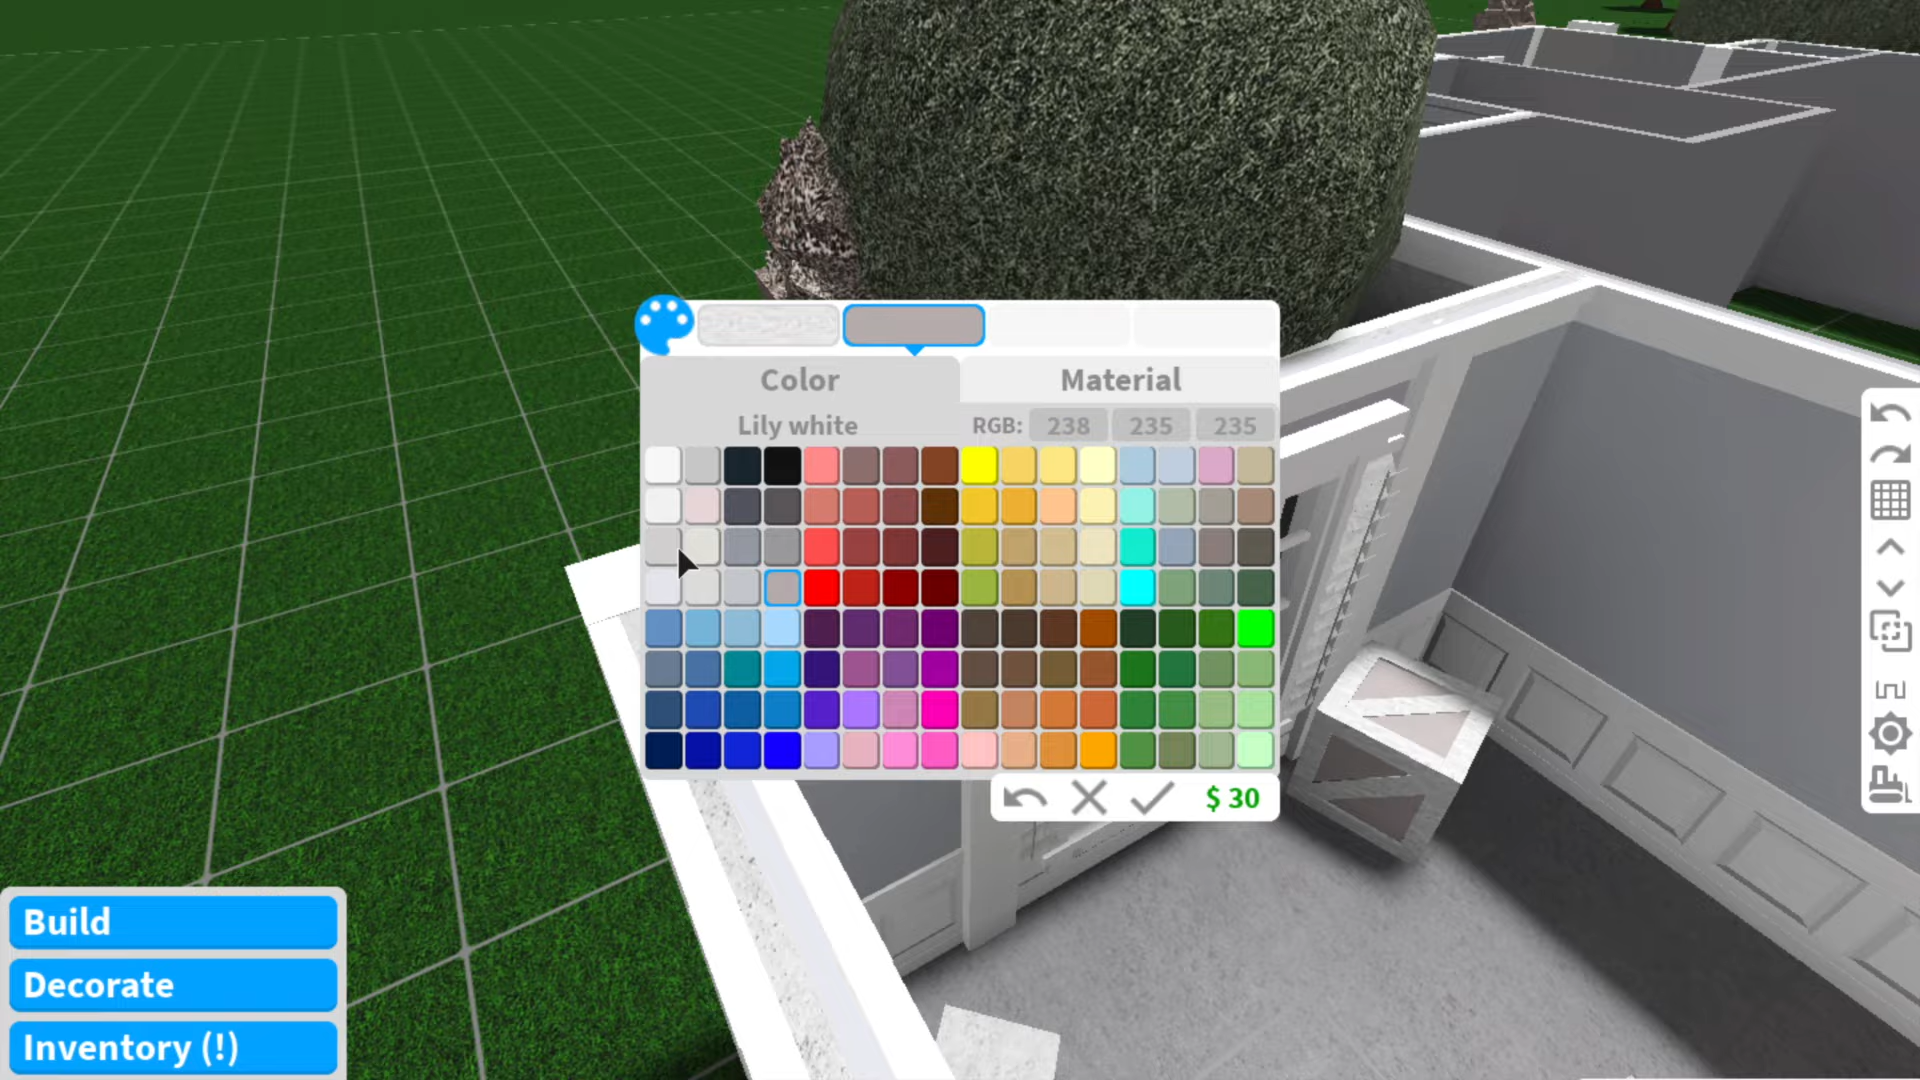 Color
Material
Lily white
RGB: 238 235 235
$ 30
Build
Decorate
Inventory (!)